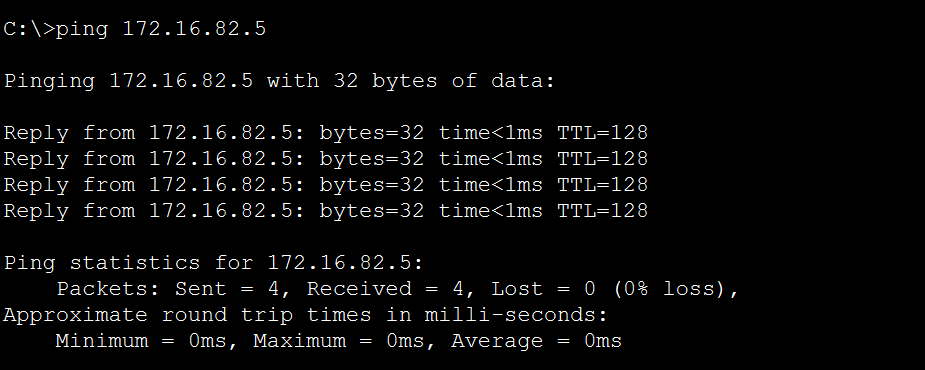 C:\>ping 172.16.82.5
Pinging 172.16.82.5 with 32 bytes of data:
Reply from 172.16.82.5: bytes=32 time<1ms TTL=128
Reply from 172.16.82.5: bytes=32 time<1ms TTL=128
Reply from 172.16.82.5: bytes=32 time<1ms TTL=128
Reply from 172.16.82.5: bytes=32 time<1ms TTL=128
Ping statistics for 172.16.82.5:
    Packets: Sent = 4, Received = 4, Lost = 0 (0% loss),
Approximate round trip times in milli-seconds:
    Minimum = 0ms, Maximum = 0ms, Average = 0ms